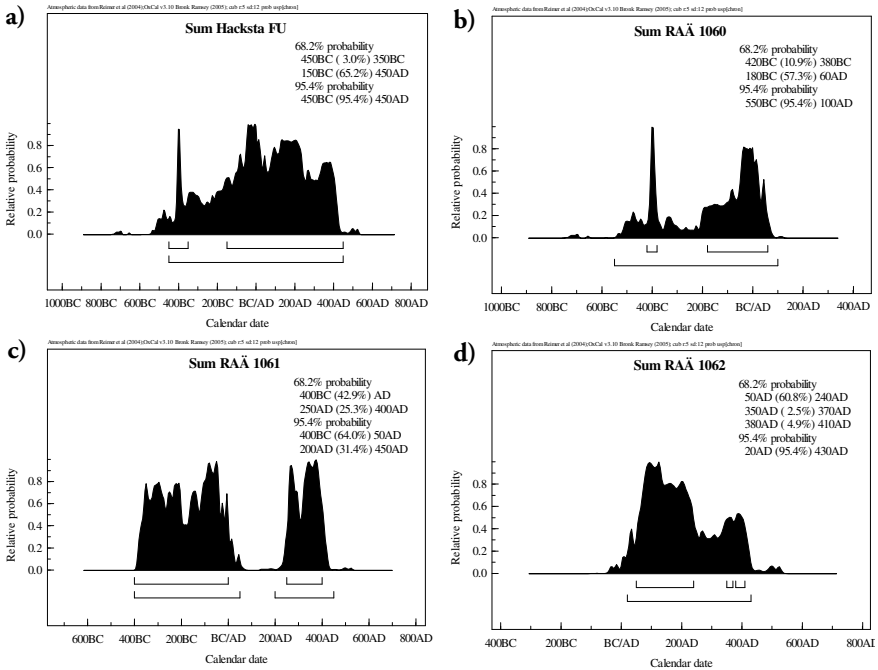 a)
Atmospheric data from Reimer et al (2004);OxCal v3.10 Bronk Ramsey (2005); cub r:5 sd:12 prob usp[chron]
Sum Hacksta FU
68.2% probability
450BC ( 3.0%) 350BC
150BC (65.2%) 450AD
95.4% probability
450BC (95.4%) 450AD
Relative probability
0.8
0.6
0.4
0.2
0.0
1000BC 800BC 600BC 400BC 200BC BC/AD 200AD 400AD 600AD 800AD
Calendar date
b)
Atmospheric data from Reimer et al (2004);OxCal v3.10 Bronk Ramsey (2005); cub r:5 sd:12 prob usp[chron]
Sum RAÄ 1060
68.2% probability
420BC (10.9%) 380BC
180BC (57.3%) 60AD
95.4% probability
550BC (95.4%) 100AD
Relative probability
0.8
0.6
0.4
0.2
0.0
1000BC 800BC 600BC 400BC 200BC BC/AD 200AD 400AD
Calendar date
c)
Atmospheric data from Reimer et al (2004);OxCal v3.10 Bronk Ramsey (2005); cub r:5 sd:12 prob usp[chron]
Sum RAÄ 1061
68.2% probability
400BC (42.9%) AD
250AD (25.3%) 400AD
95.4% probability
400BC (64.0%) 50AD
200AD (31.4%) 450AD
Relative probability
0.8
0.6
0.4
0.2
0.0
600BC 400BC 200BC BC/AD 200AD 400AD 600AD 800AD
Calendar date
d)
Atmospheric data from Reimer et al (2004);OxCal v3.10 Bronk Ramsey (2005); cub r:5 sd:12 prob usp[chron]
Sum RAÄ 1062
68.2% probability
50AD (60.8%) 240AD
350AD ( 2.5%) 370AD
380AD ( 4.9%) 410AD
95.4% probability
20AD (95.4%) 430AD
Relative probability
0.8
0.6
0.4
0.2
0.0
400BC 200BC BC/AD 200AD 400AD 600AD 800AD
Calendar date